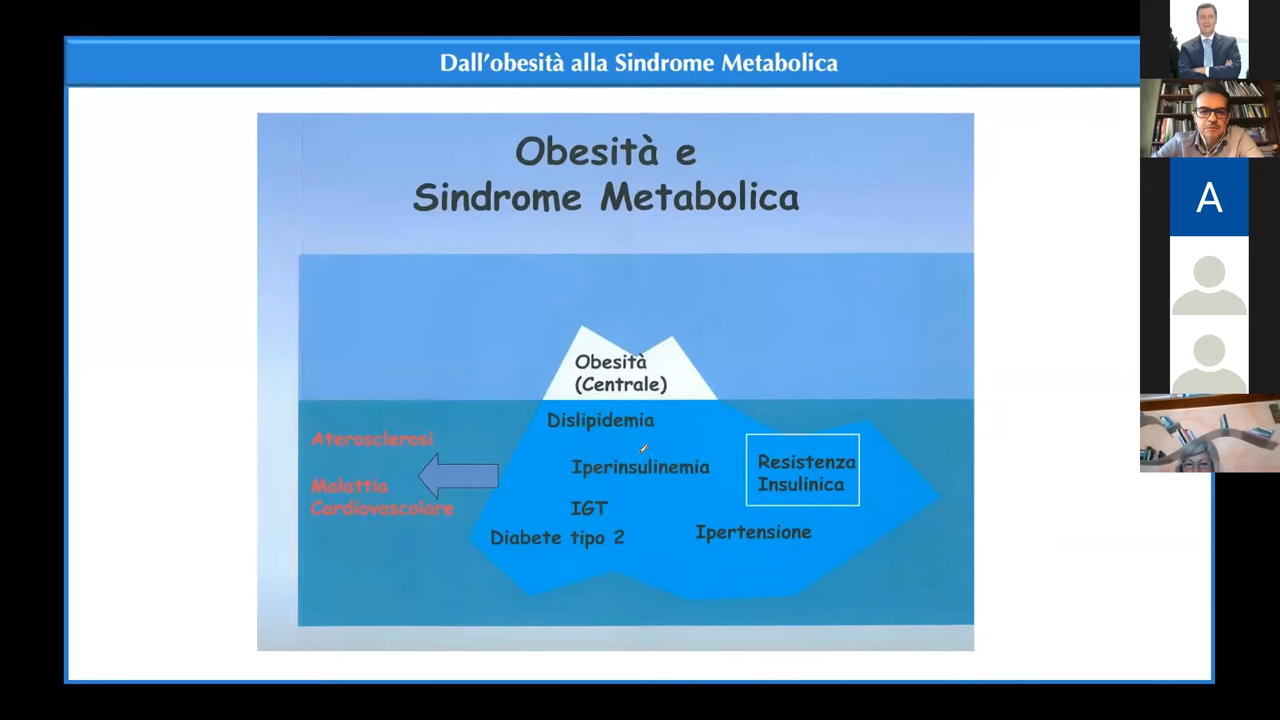 Dall'obesità alla Sindrome Metabolica
Obesità e
Sindrome Metabolica
Obesità
(Centrale)
Dislipidemia
Aterosclerosi
Iperinsulinemia
Resistenza
Insulinica
Malattia
Cardiovascolare
IGT
Diabete tipo 2
Ipertensione
A